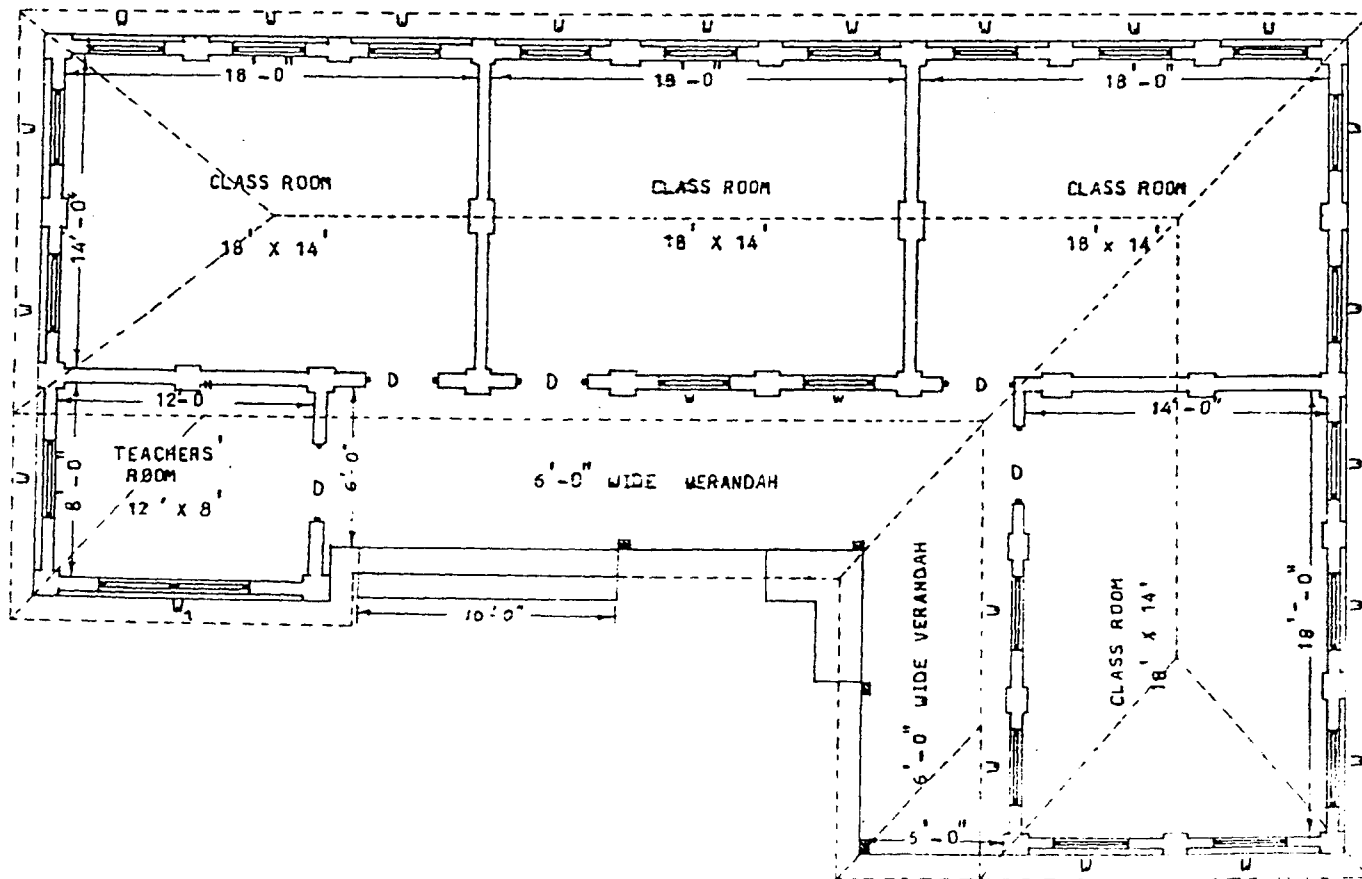 W W W W W W W W
18'-0" 18'-0" 18'-0"
W W
CLASS ROOM CLASS ROOM CLASS ROOM
14'-0"
18' X 14' 18' X 14' 18' x 14'
W W
D D D
12'-0" W W 14'-0"
TEACHERS'
ROOM
12' X 8'
8'-0"
W
D
6'-0"
6'-0" WIDE VERANDAH
D
W
W1
10'-0"
6'-0" WIDE VERANDAH
W
W
CLASS ROOM
18' X 14'
18'-0"
W
W
6'-0"
W W